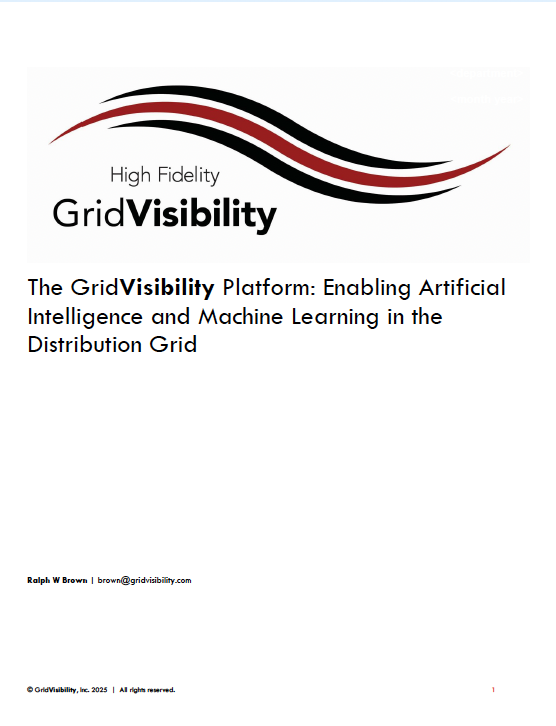 High Fidelity
GridVisibility
The GridVisibility Platform: Enabling Artificial
Intelligence and Machine Learning in the
Distribution Grid
Ralph W Brown | brown@gridvisibility.com
© GridVisibility, Inc. 2025 | All rights reserved. 1